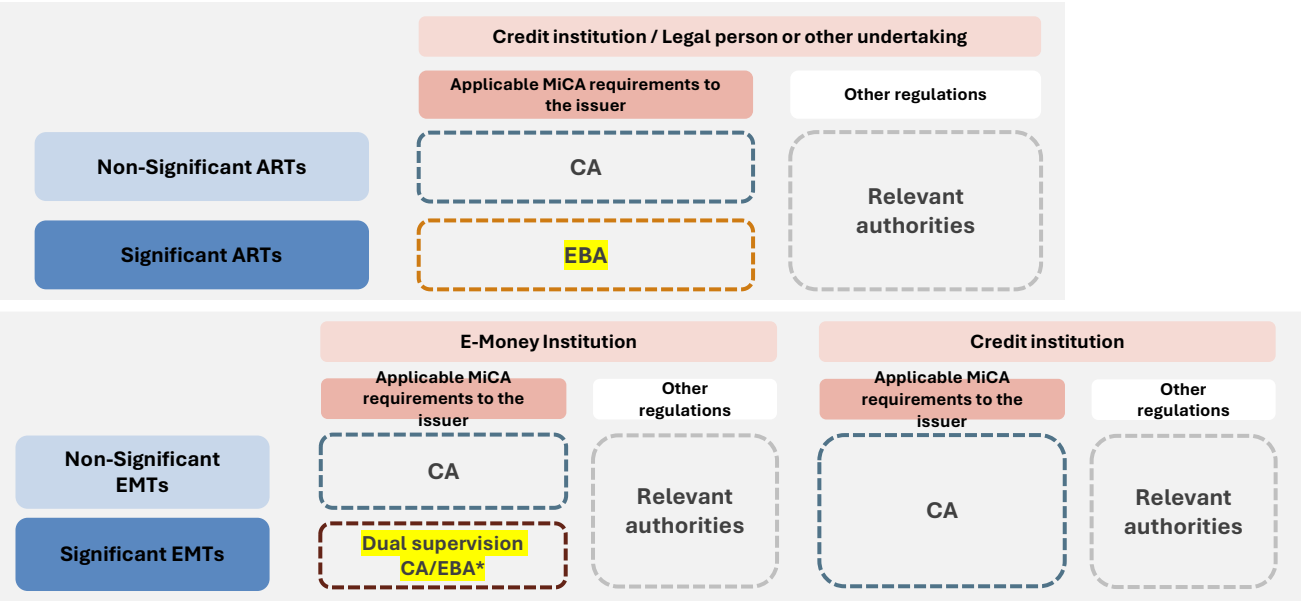 Credit institution / Legal person or other undertaking
Applicable MiCA requirements to
the issuer
Other regulations
Non-Significant ARTs
CA
Relevant
authorities
Significant ARTs
EBA
E-Money Institution
Credit institution
Applicable MiCA
requirements to the
issuer
Other
regulations
Applicable MiCA
requirements to the
issuer
Other
regulations
Non-Significant
EMTs
CA
Relevant
authorities
CA
Relevant
authorities
Significant EMTs
Dual supervision
CA/EBA*